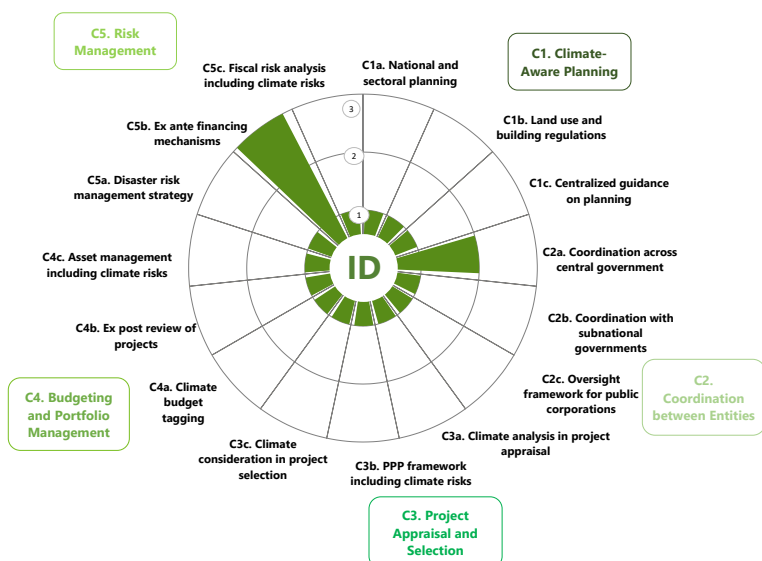 C5. Risk
Management
C5c. Fiscal risk analysis
including climate risks
C1a. National and
sectoral planning
C1. Climate-
Aware Planning
C5b. Ex ante financing
mechanisms
C1b. Land use and
building regulations
3
2
1
C5a. Disaster risk
management strategy
C1c. Centralized guidance
on planning
C4c. Asset management
including climate risks
ID
C2a. Coordination across
central government
C4b. Ex post review of
projects
C2b. Coordination with
subnational
governments
C4. Budgeting
and Portfolio
Management
C4a. Climate
budget
tagging
C2c. Oversight
framework for public
corporations
C2.
Coordination
between Entities
C3c. Climate
consideration in project
selection
C3b. PPP framework
including climate risks
C3a. Climate analysis in project
appraisal
C3. Project
Appraisal and
Selection